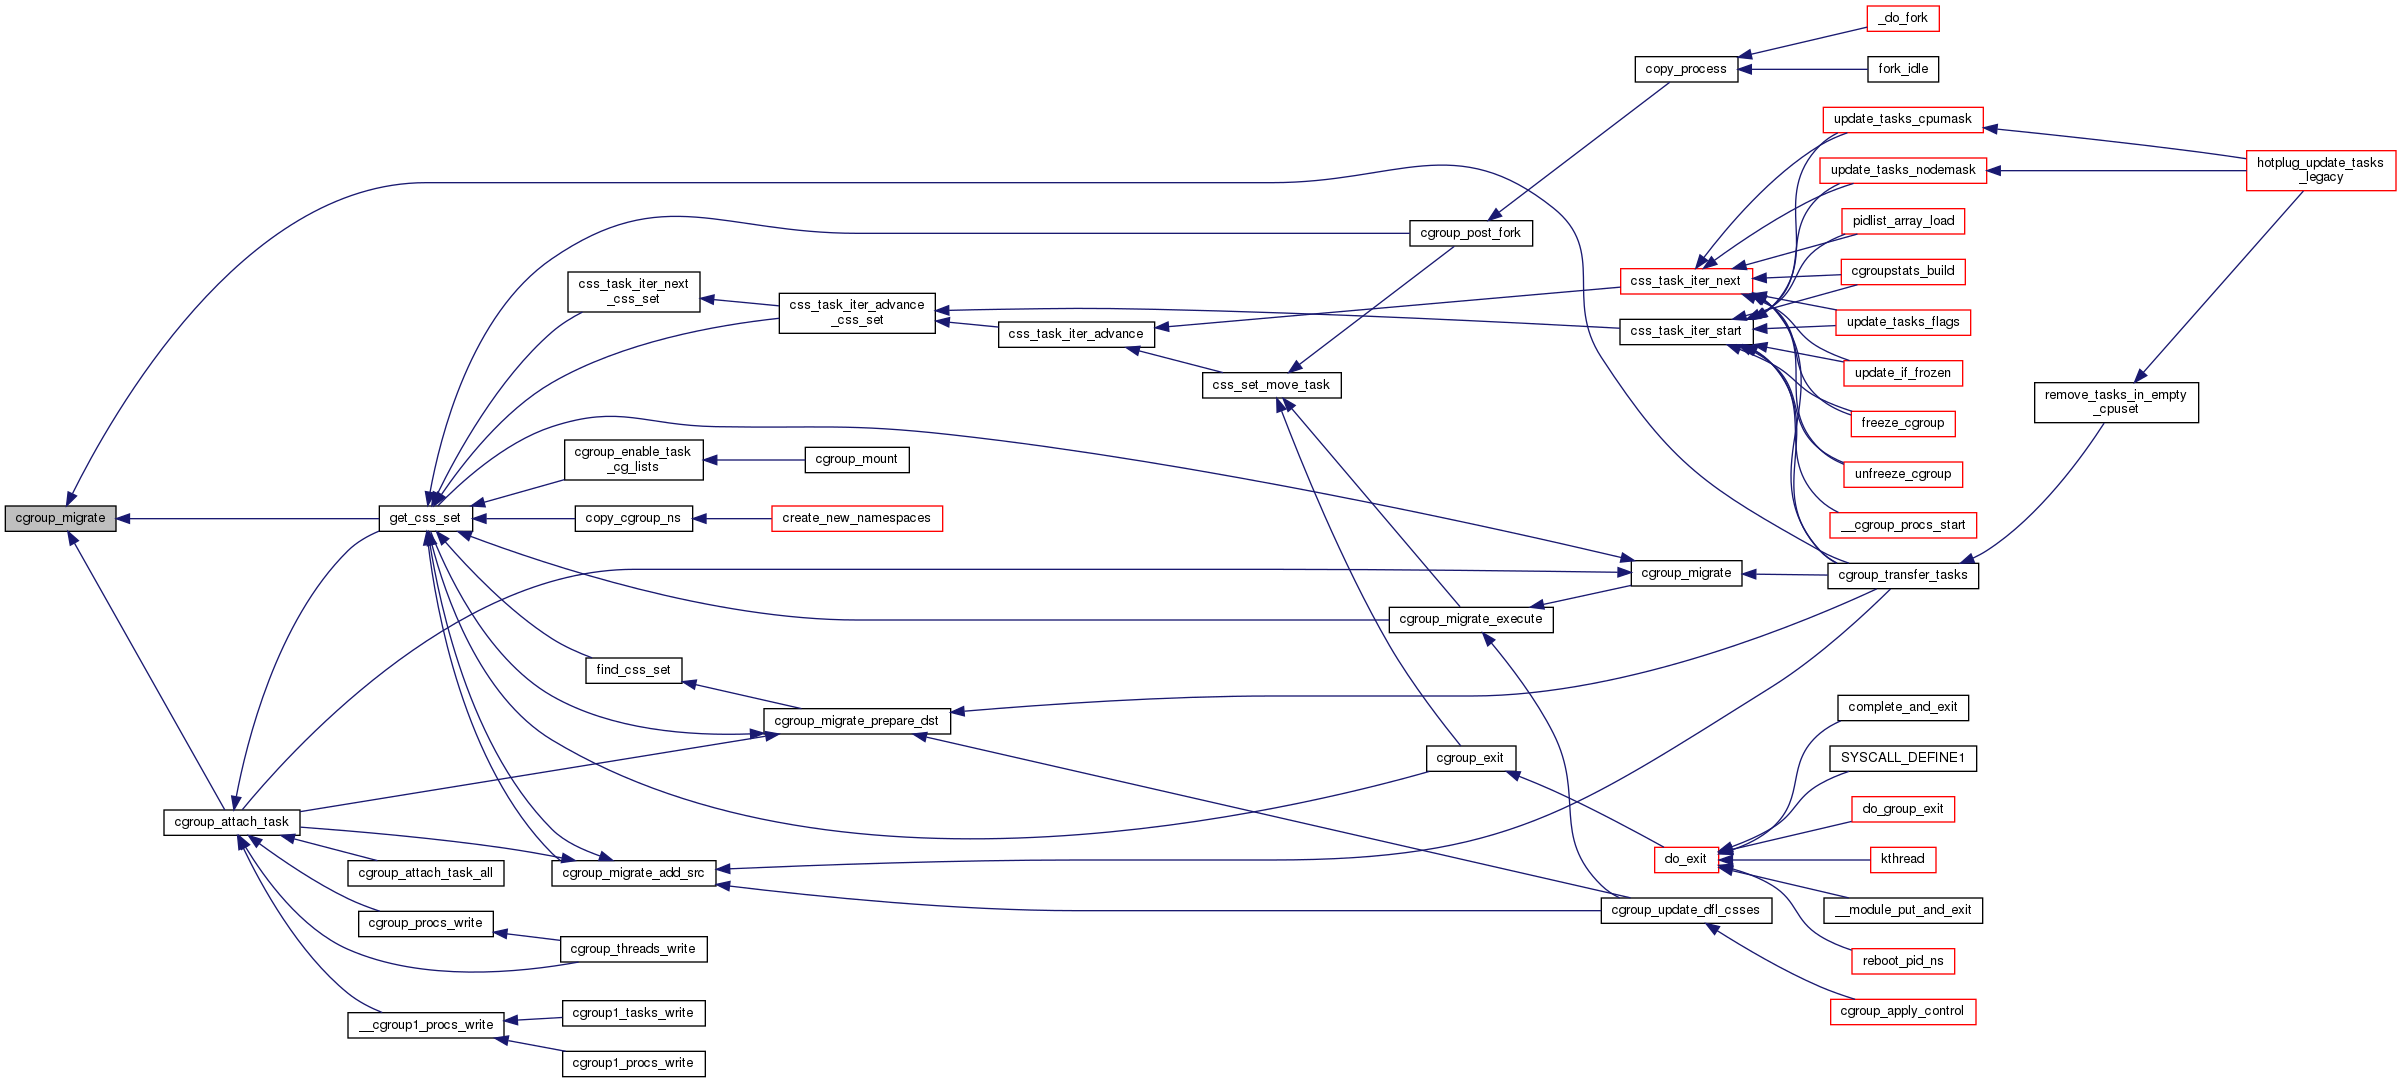 _do_fork
copy_process
fork_idle
update_tasks_cpumask
update_tasks_nodemask
hotplug_update_tasks
_legacy
pidlist_array_load
cgroup_post_fork
css_task_iter_next
_css_set
css_task_iter_advance
_css_set
css_task_iter_advance
css_task_iter_next
cgroupstats_build
css_task_iter_start
update_tasks_flags
css_set_move_task
update_if_frozen
remove_tasks_in_empty
_cpuset
freeze_cgroup
cgroup_enable_task
_cg_lists
cgroup_mount
unfreeze_cgroup
cgroup_migrate
get_css_set
copy_cgroup_ns
create_new_namespaces
__cgroup_procs_start
cgroup_migrate
cgroup_transfer_tasks
cgroup_migrate_execute
find_css_set
cgroup_migrate_prepare_dst
complete_and_exit
cgroup_exit
SYSCALL_DEFINE1
do_group_exit
cgroup_attach_task
do_exit
kthread
cgroup_attach_task_all
cgroup_migrate_add_src
cgroup_procs_write
cgroup_update_dfl_csses
__module_put_and_exit
cgroup_threads_write
reboot_pid_ns
__cgroup1_procs_write
cgroup1_tasks_write
cgroup_apply_control
cgroup1_procs_write